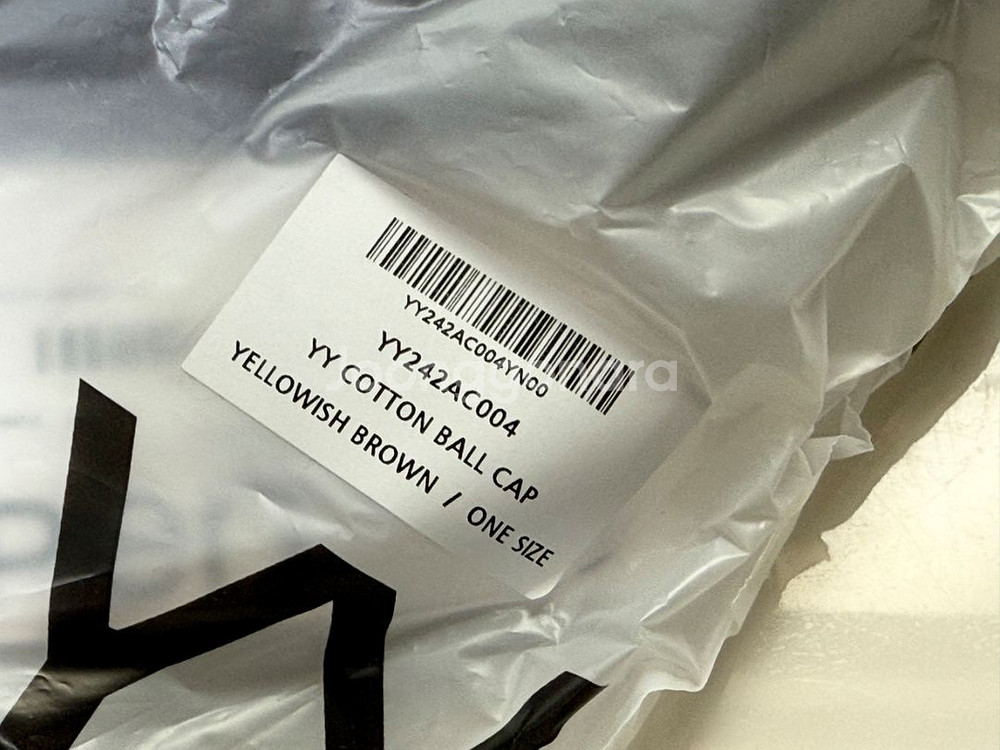 YY242AC004YN00
YY242AC004
YY COTTON BALL CAP
YELLOWISH BROWN / ONE SIZE